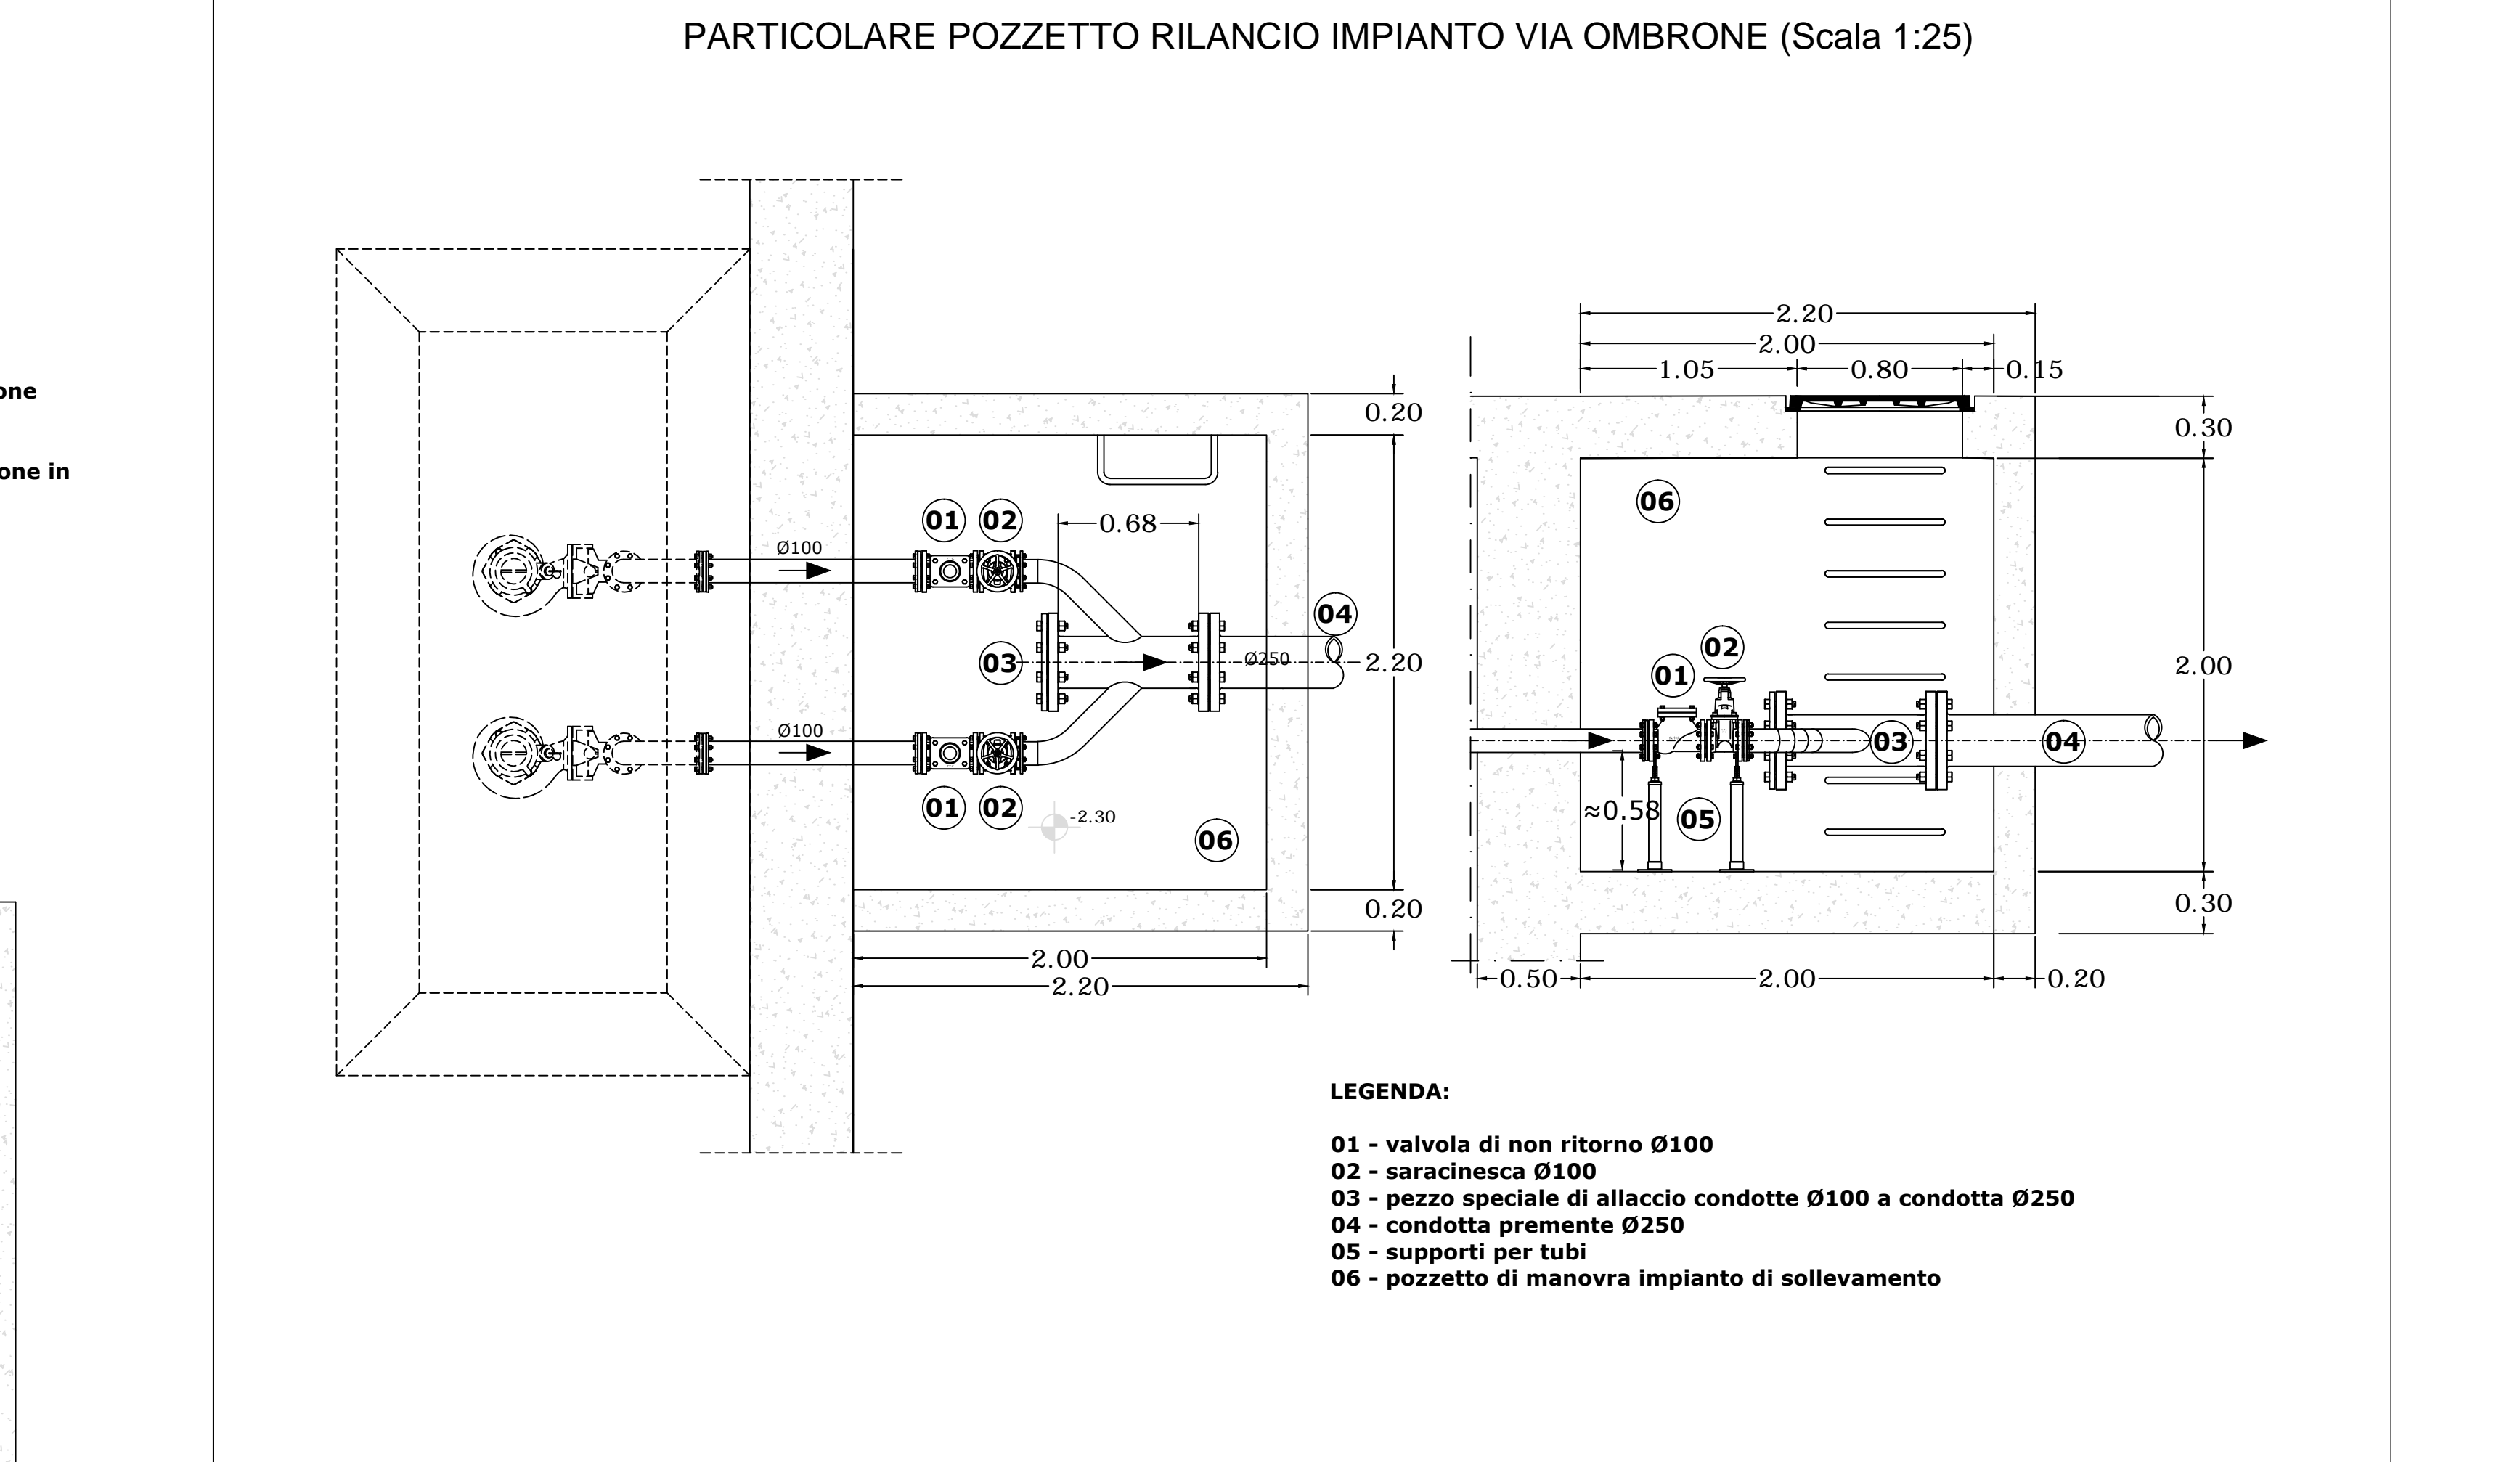 PARTICOLARE POZZETTO RILANCIO IMPIANTO VIA OMBRONE (Scala 1:25)
one
one in
Ø100
Ø100
01
02
0.68
0.20
04
03
Ø250
2.20
01
02
-2.30
06
0.20
2.00
2.20
2.20
2.00
1.05
0.80
0.15
0.30
06
02
01
2.00
03
04
≈0.58
05
0.30
0.50
2.00
0.20
LEGENDA:
01 - valvola di non ritorno Ø100
02 - saracinesca Ø100
03 - pezzo speciale di allaccio condotte Ø100 a condotta Ø250
04 - condotta premente Ø250
05 - supporti per tubi
06 - pozzetto di manovra impianto di sollevamento